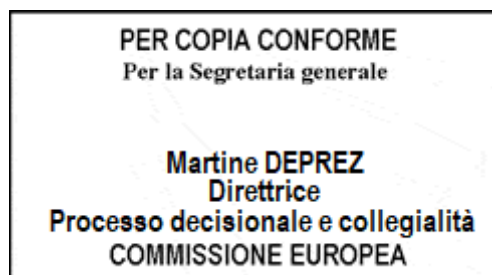 PER COPIA CONFORME
Per la Segretaria generale
Martine DEPREZ
Direttrice
Processo decisionale e collegialità
COMMISSIONE EUROPEA